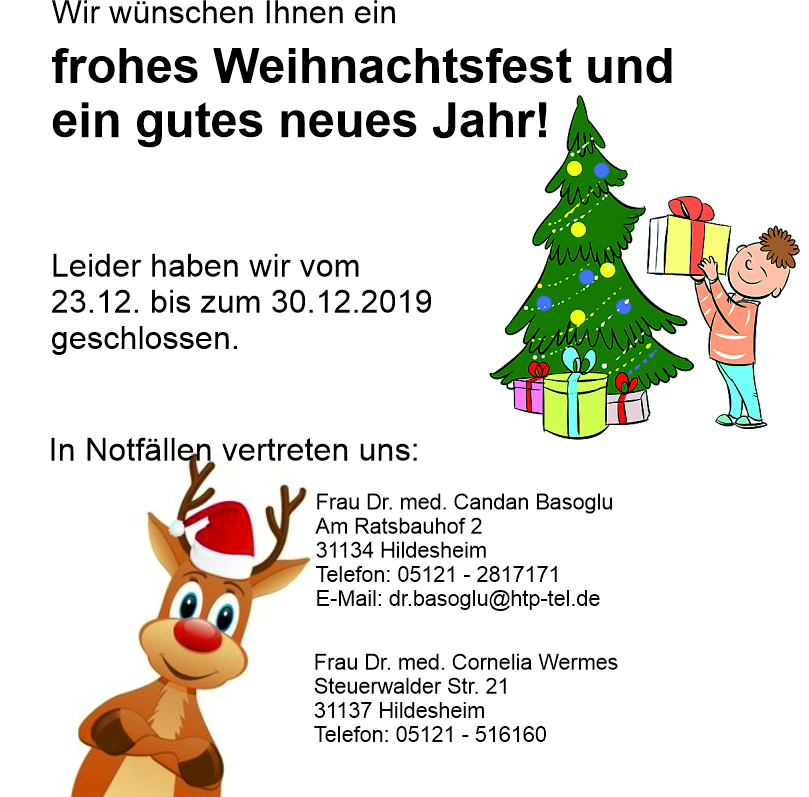 Wir wünschen Ihnen ein
frohes Weihnachtsfest und
ein gutes neues Jahr!
Leider haben wir vom
23.12. bis zum 30.12.2019
geschlossen.
In Notfällen vertreten uns:
Frau Dr. med. Candan Basoglu
Am Ratsbauhof 2
31134 Hildesheim
Telefon: 05121 - 2817171
E-Mail: dr.basoglu@htp-tel.de
Frau Dr. med. Cornelia Wermes
Steuerwalder Str. 21
31137 Hildesheim
Telefon: 05121 - 516160